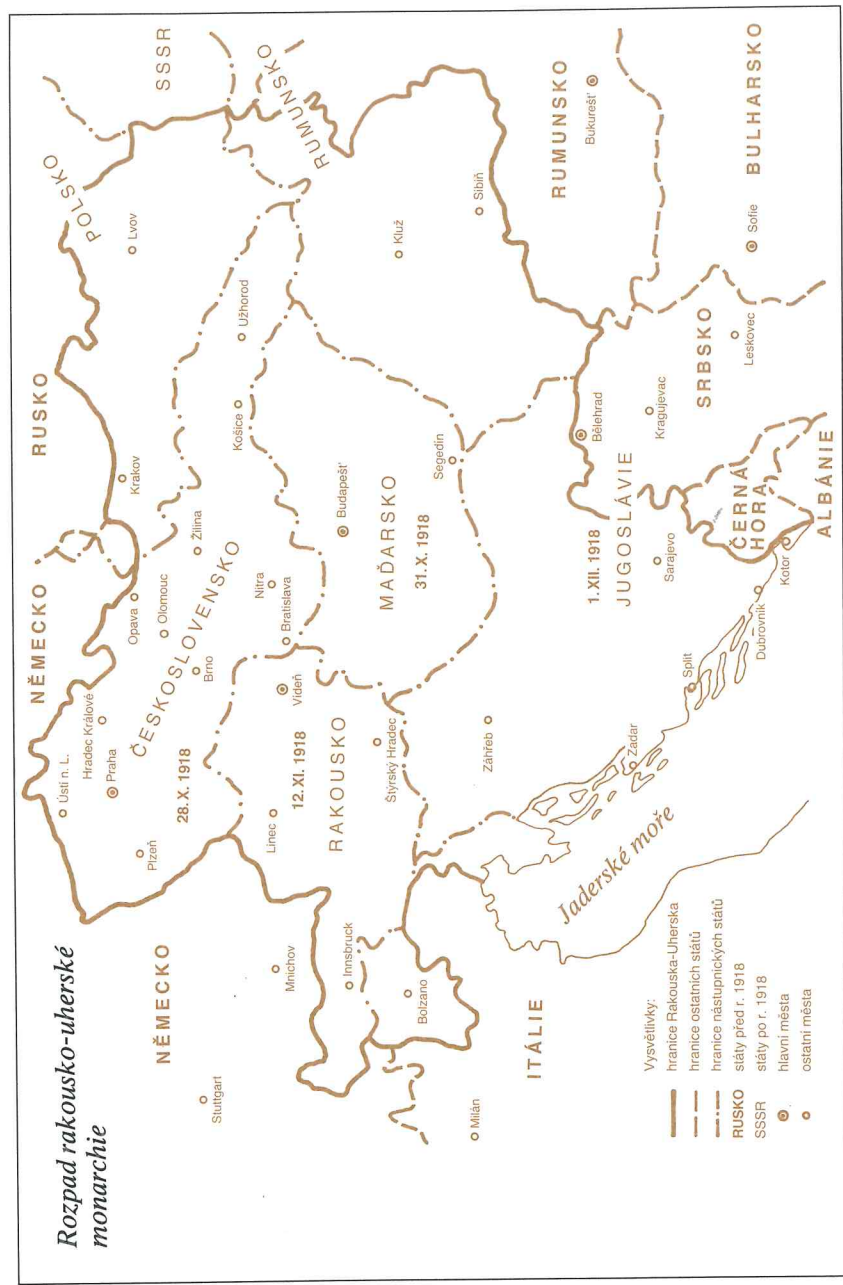 Rozpad rakousko-uherské
monarchie
NĚMECKO
RUSKO
POLSKO
SSSR
Ústí n. L.
Hradec Králové
Praha
Plzeň
Opava
Olomouc
Brno
ČESKOSLOVENSKO
28. X. 1918
Krakov
Žilina
Lvov
Košice
Užhorod
Nitra
Bratislava
NĚMECKO
Stuttgart
Mnichov
Linec
Vídeň
12. XI. 1918
RAKOUSKO
Innsbruck
Štýrský Hradec
Bolzano
Budapešť
MAĎARSKO
31. X. 1918
Segedín
RUMUNSKO
Kluž
Sibiň
Milán
ITÁLIE
Záhřeb
Jaderské moře
Zadar
Split
Dubrovník
Kotor
1. XII. 1918
JUGOSLÁVIE
Sarajevo
Bělehrad
Kragujevac
SRBSKO
Leskovec
ČERNÁ
HORA
ALBÁNIE
RUMUNSKO
Bukurešť
Sofie
BULHARSKO
Vysvětlivky:
hranice Rakouska-Uherska
hranice ostatních států
hranice nástupnických států
RUSKO státy před r. 1918
SSSR státy po r. 1918
hlavní města
ostatní města